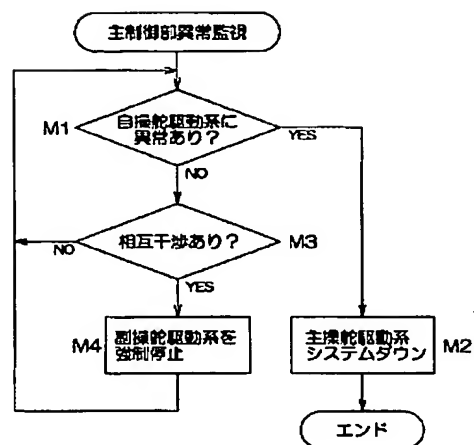 主制御部異常監視
M1
自操舵駆動系に
異常あり？
YES
NO
相互干渉あり？
M3
NO
YES
M4
副操舵駆動系を
強制停止
主操舵駆動系
システムダウン
M2
エンド